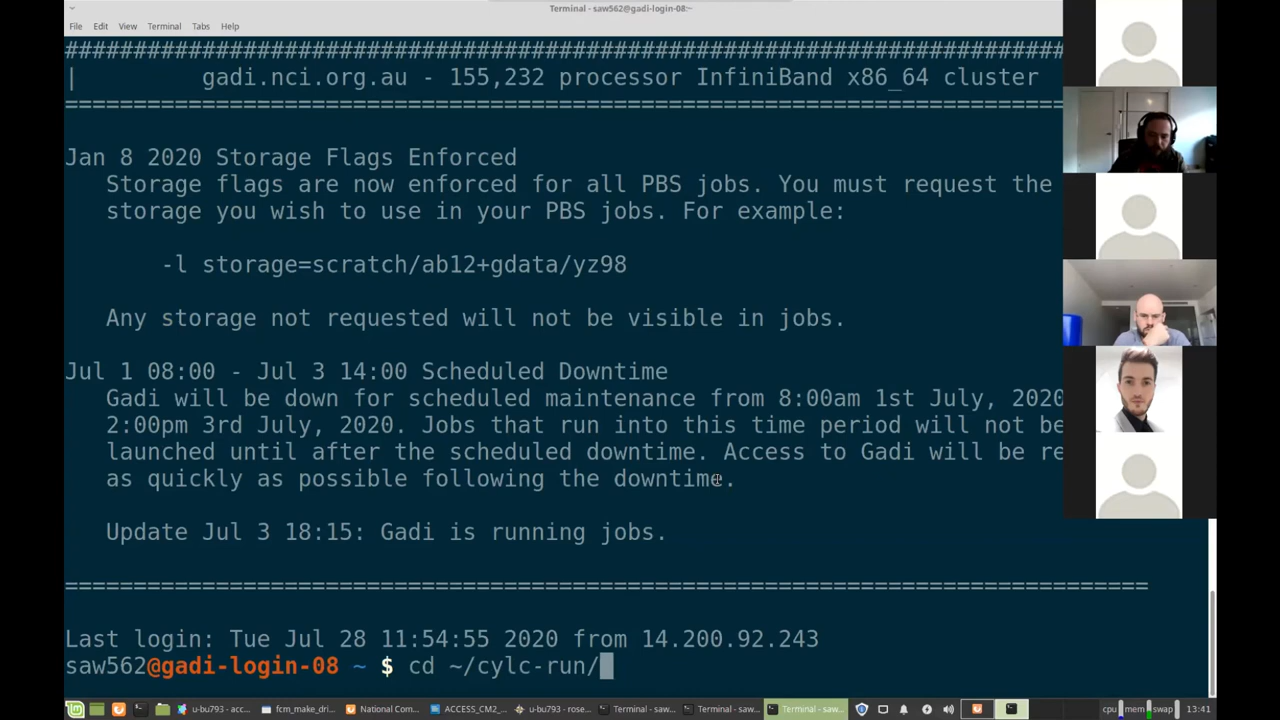 Terminal - saw562@gadi-login-08:~
File Edit View Terminal Tabs Help
###########################################################################
| gadi.nci.org.au - 155,232 processor InfiniBand x86_64 cluster
===========================================================================
Jan 8 2020 Storage Flags Enforced
Storage flags are now enforced for all PBS jobs. You must request the
storage you wish to use in your PBS jobs. For example:
-l storage=scratch/ab12+gdata/yz98
Any storage not requested will not be visible in jobs.
Jul 1 08:00 - Jul 3 14:00 Scheduled Downtime
Gadi will be down for scheduled maintenance from 8:00am 1st July, 2020
2:00pm 3rd July, 2020. Jobs that run into this time period will not be
launched until after the scheduled downtime. Access to Gadi will be re
as quickly as possible following the downtime.
Update Jul 3 18:15: Gadi is running jobs.
===============================================================================
Last login: Tue Jul 28 11:54:55 2020 from 14.200.92.243
saw562@gadi-login-08 ~ $ cd ~/cylc-run/
u-bu793 - acc... fcm_make_dri... National Com... ACCESS_CM2_... u-bu793 - rose... Terminal - saw... Terminal - saw... Terminal - saw... cpu mem swap 13:41